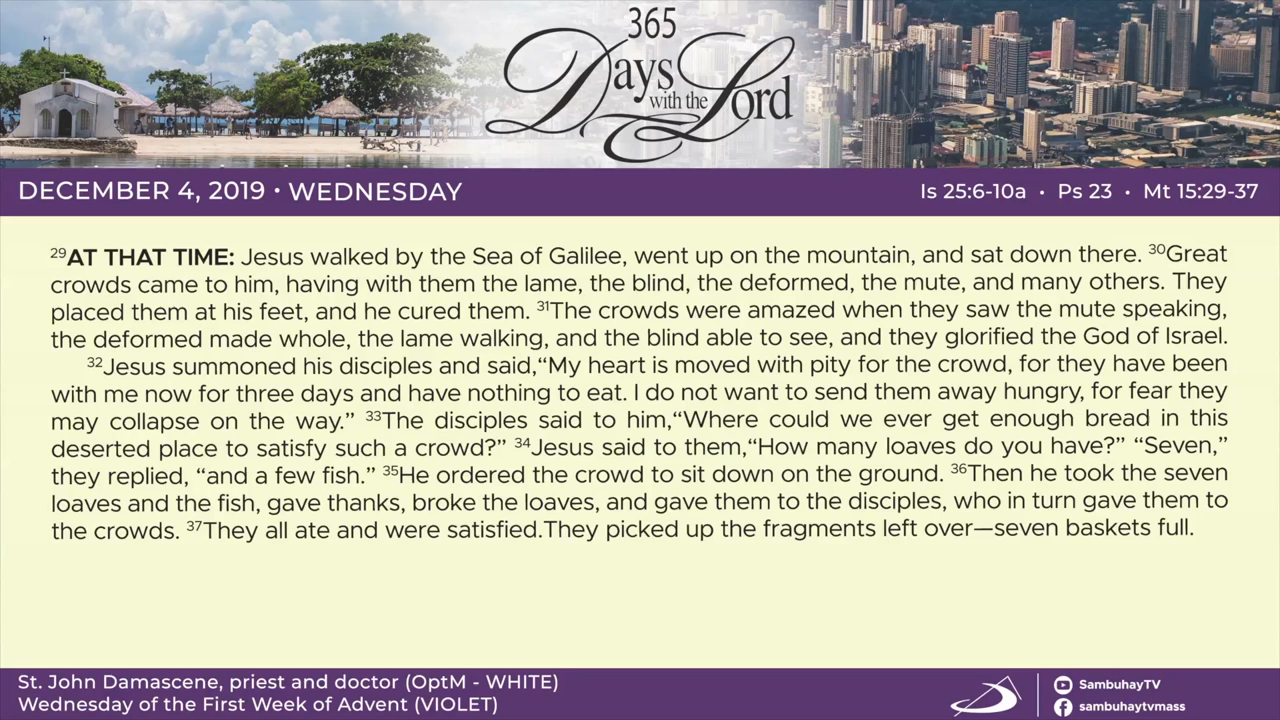 365
Days
with the
Lord
DECEMBER 4, 2019 • WEDNESDAY
Is 25:6-10a • Ps 23 • Mt 15:29-37
29AT THAT TIME: Jesus walked by the Sea of Galilee, went up on the mountain, and sat down there. 30Great
crowds came to him, having with them the lame, the blind, the deformed, the mute, and many others. They
placed them at his feet, and he cured them. 31The crowds were amazed when they saw the mute speaking,
the deformed made whole, the lame walking, and the blind able to see, and they glorified the God of Israel.
32Jesus summoned his disciples and said,“My heart is moved with pity for the crowd, for they have been
with me now for three days and have nothing to eat. I do not want to send them away hungry, for fear they
may collapse on the way.” 33The disciples said to him,“Where could we ever get enough bread in this
deserted place to satisfy such a crowd?” 34Jesus said to them,“How many loaves do you have?” “Seven,”
they replied, “and a few fish.” 35He ordered the crowd to sit down on the ground. 36Then he took the seven
loaves and the fish, gave thanks, broke the loaves, and gave them to the disciples, who in turn gave them to
the crowds. 37They all ate and were satisfied.They picked up the fragments left over—seven baskets full.
St. John Damascene, priest and doctor (OptM - WHITE)
Wednesday of the First Week of Advent (VIOLET)
SambuhayTV
sambuhaytvmass